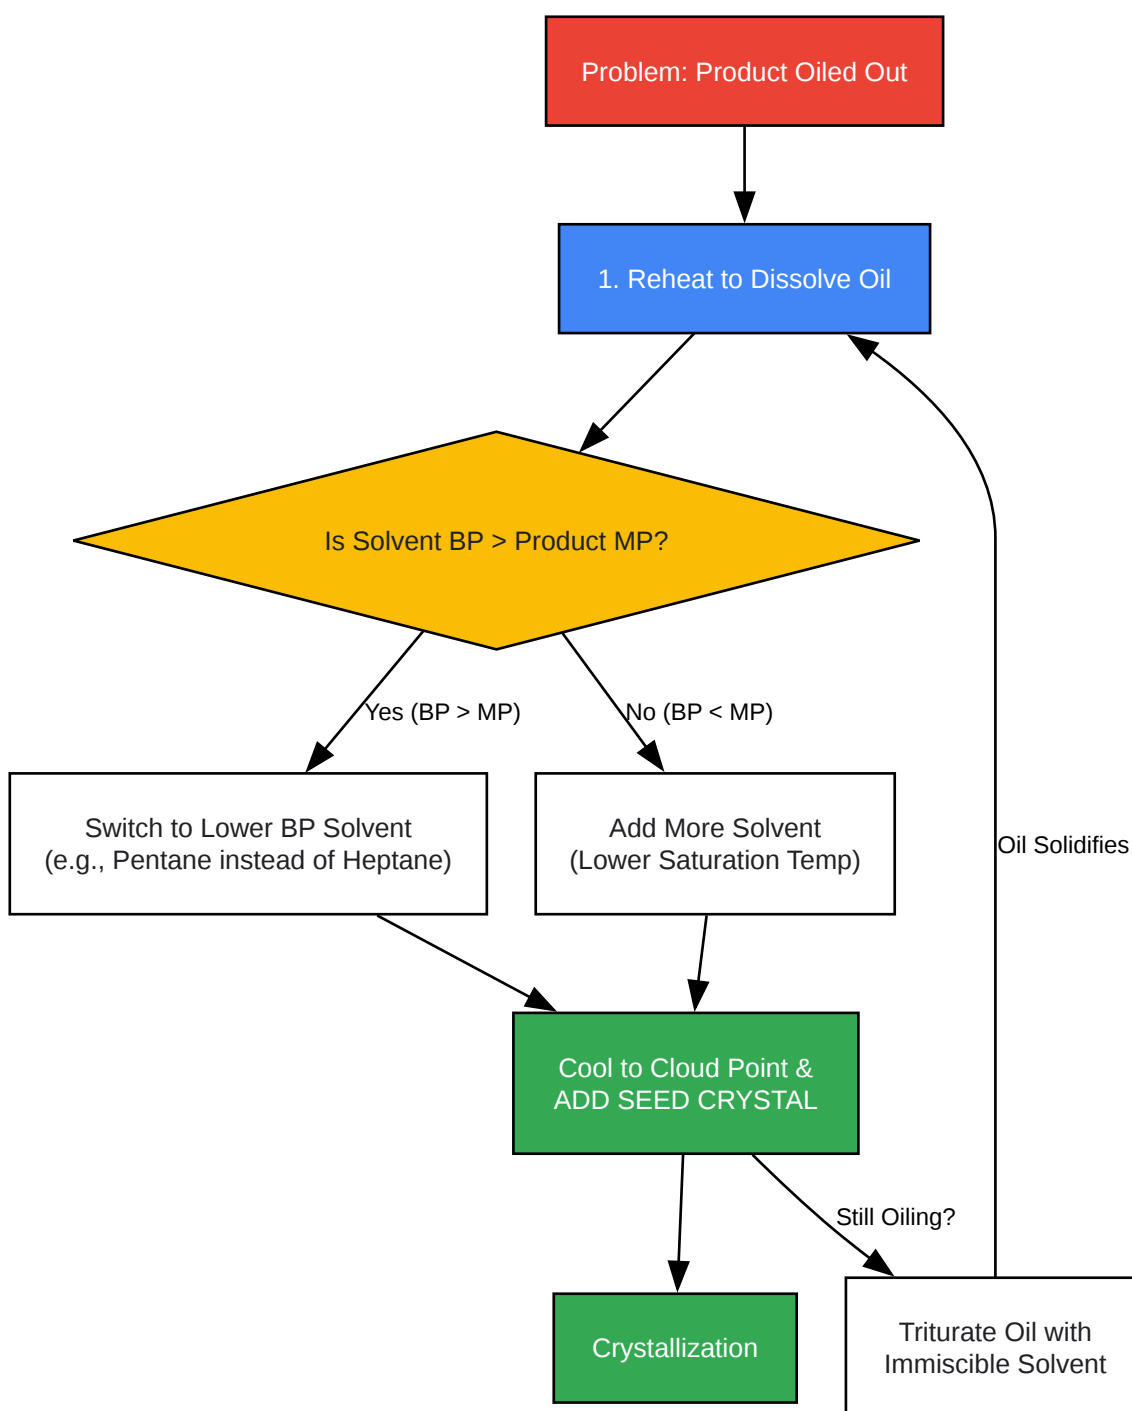 Problem: Product Oiled Out
1. Reheat to Dissolve Oil
Is Solvent BP > Product MP?
Yes (BP > MP)
No (BP < MP)
Switch to Lower BP Solvent
(e.g., Pentane instead of Heptane)
Add More Solvent
(Lower Saturation Temp)
Oil Solidifies
Cool to Cloud Point &
ADD SEED CRYSTAL
Still Oiling?
Crystallization
Triturate Oil with
Immiscible Solvent